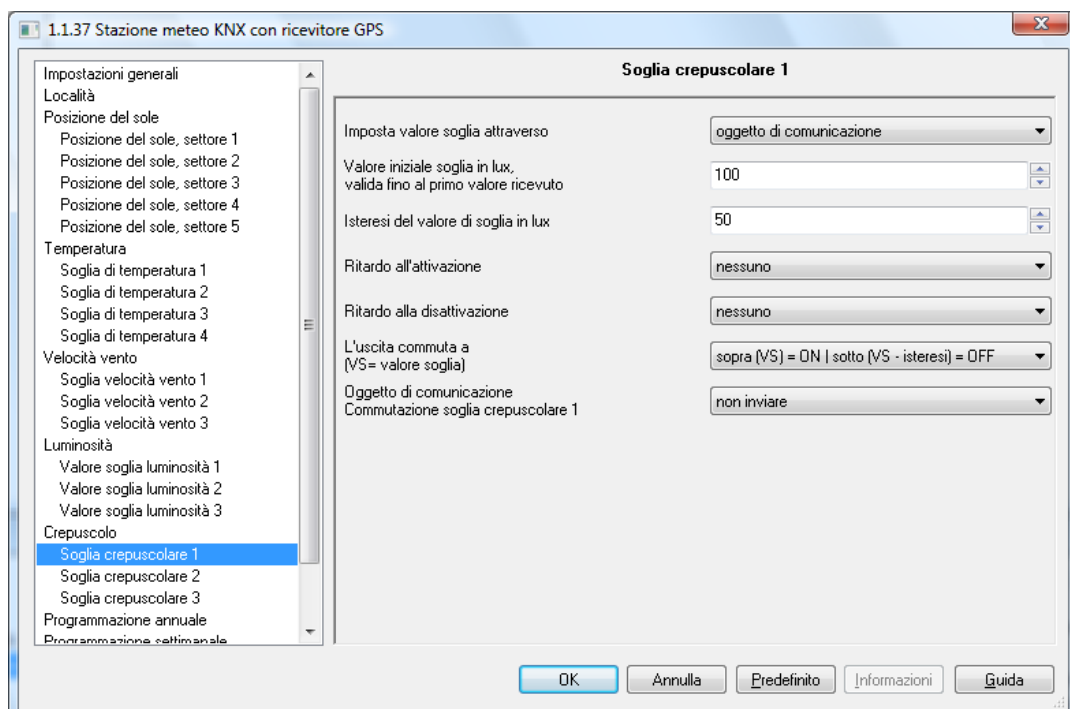 1.1.37 Stazione meteo KNX con ricevitore GPS
X
Impostazioni generali
Località
Posizione del sole
Posizione del sole, settore 1
Posizione del sole, settore 2
Posizione del sole, settore 3
Posizione del sole, settore 4
Posizione del sole, settore 5
Temperatura
Soglia di temperatura 1
Soglia di temperatura 2
Soglia di temperatura 3
Soglia di temperatura 4
Velocità vento
Soglia velocità vento 1
Soglia velocità vento 2
Soglia velocità vento 3
Luminosità
Valore soglia luminosità 1
Valore soglia luminosità 2
Valore soglia luminosità 3
Crepuscolo
Soglia crepuscolare 1
Soglia crepuscolare 2
Soglia crepuscolare 3
Programmazione annuale
Programmazione settimanale
Soglia crepuscolare 1
Imposta valore soglia attraverso
oggetto di comunicazione
Valore iniziale soglia in lux,
valida fino al primo valore ricevuto
100
Isteresi del valore di soglia in lux
50
Ritardo all'attivazione
nessuno
Ritardo alla disattivazione
nessuno
L'uscita commuta a
(VS= valore soglia)
sopra (VS) = ON | sotto (VS - isteresi) = OFF
Oggetto di comunicazione
Commutazione soglia crepuscolare 1
non inviare
OK
Annulla
Predefinito
Informazioni
Guida